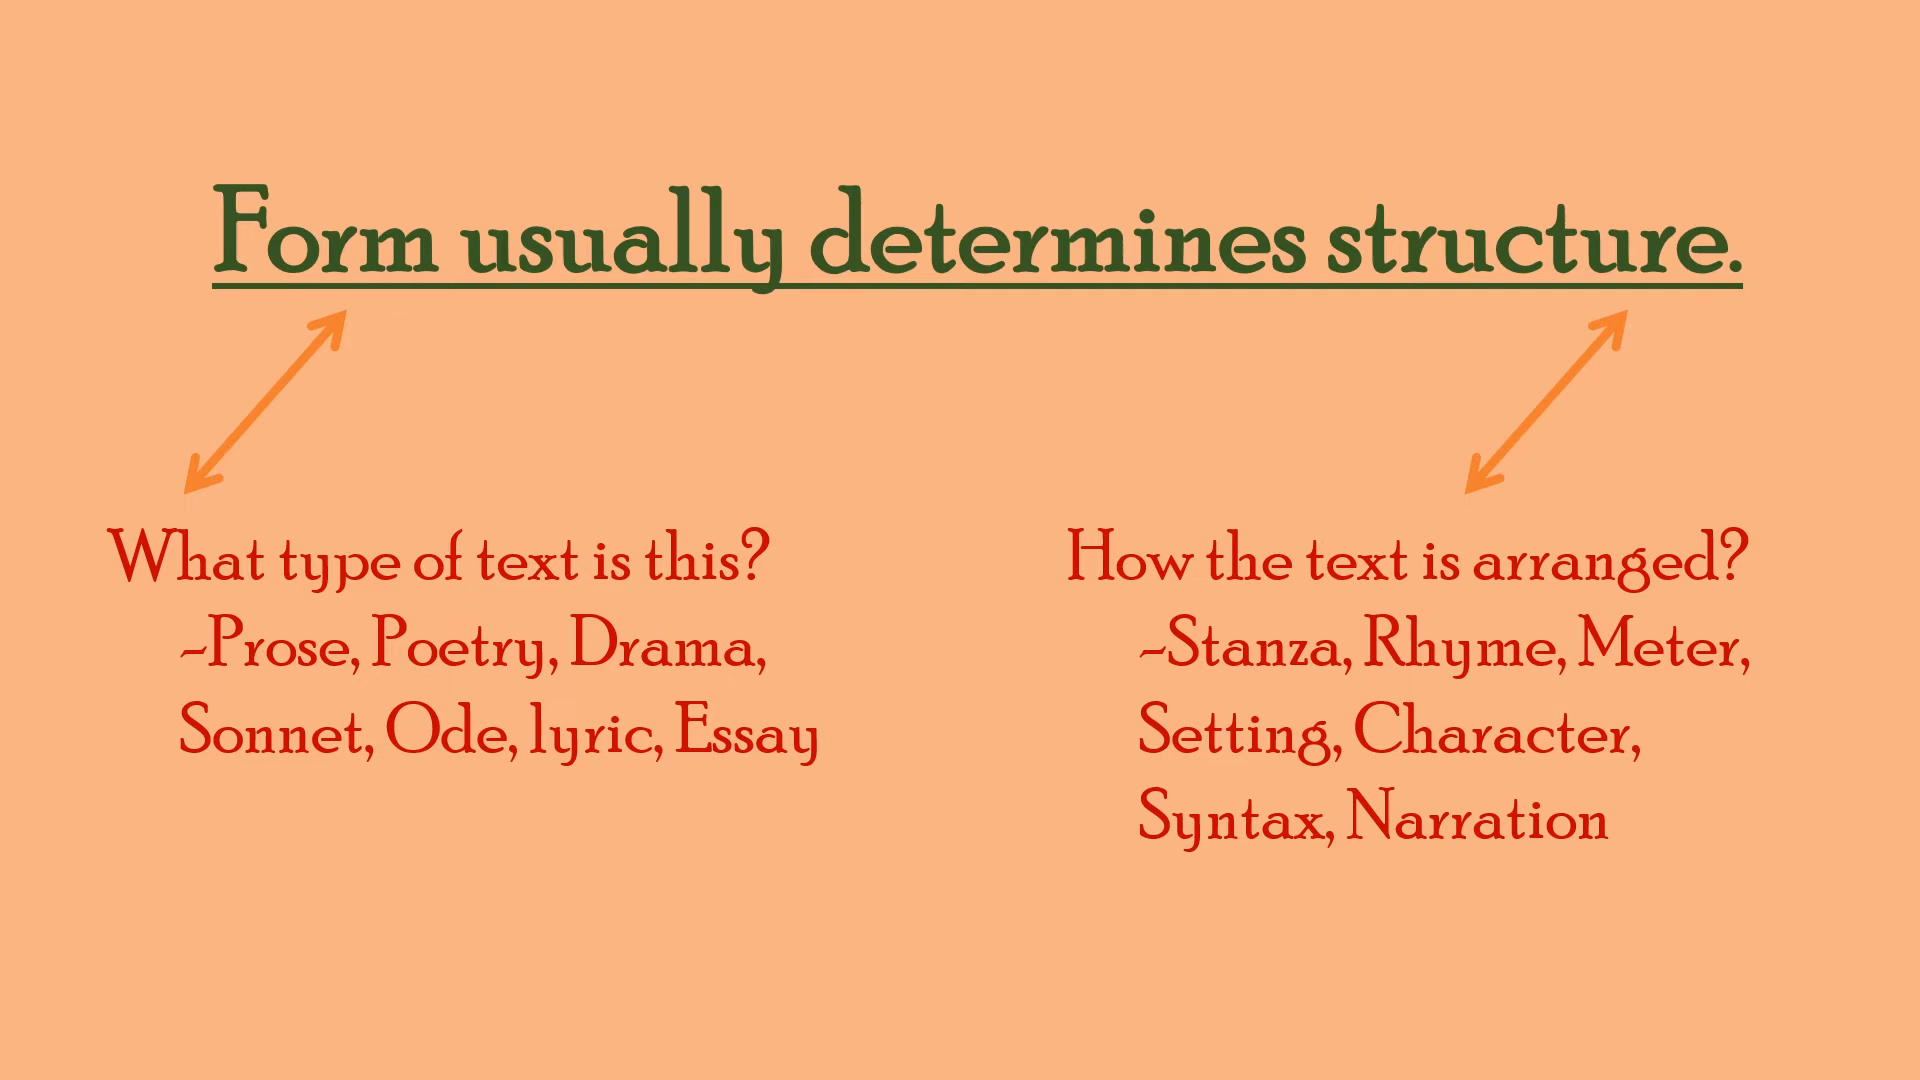 Form usually determines structure.
What type of text is this?
~Prose, Poetry, Drama,
Sonnet, Ode, lyric, Essay
How the text is arranged?
~Stanza, Rhyme, Meter,
Setting, Character,
Syntax, Narration